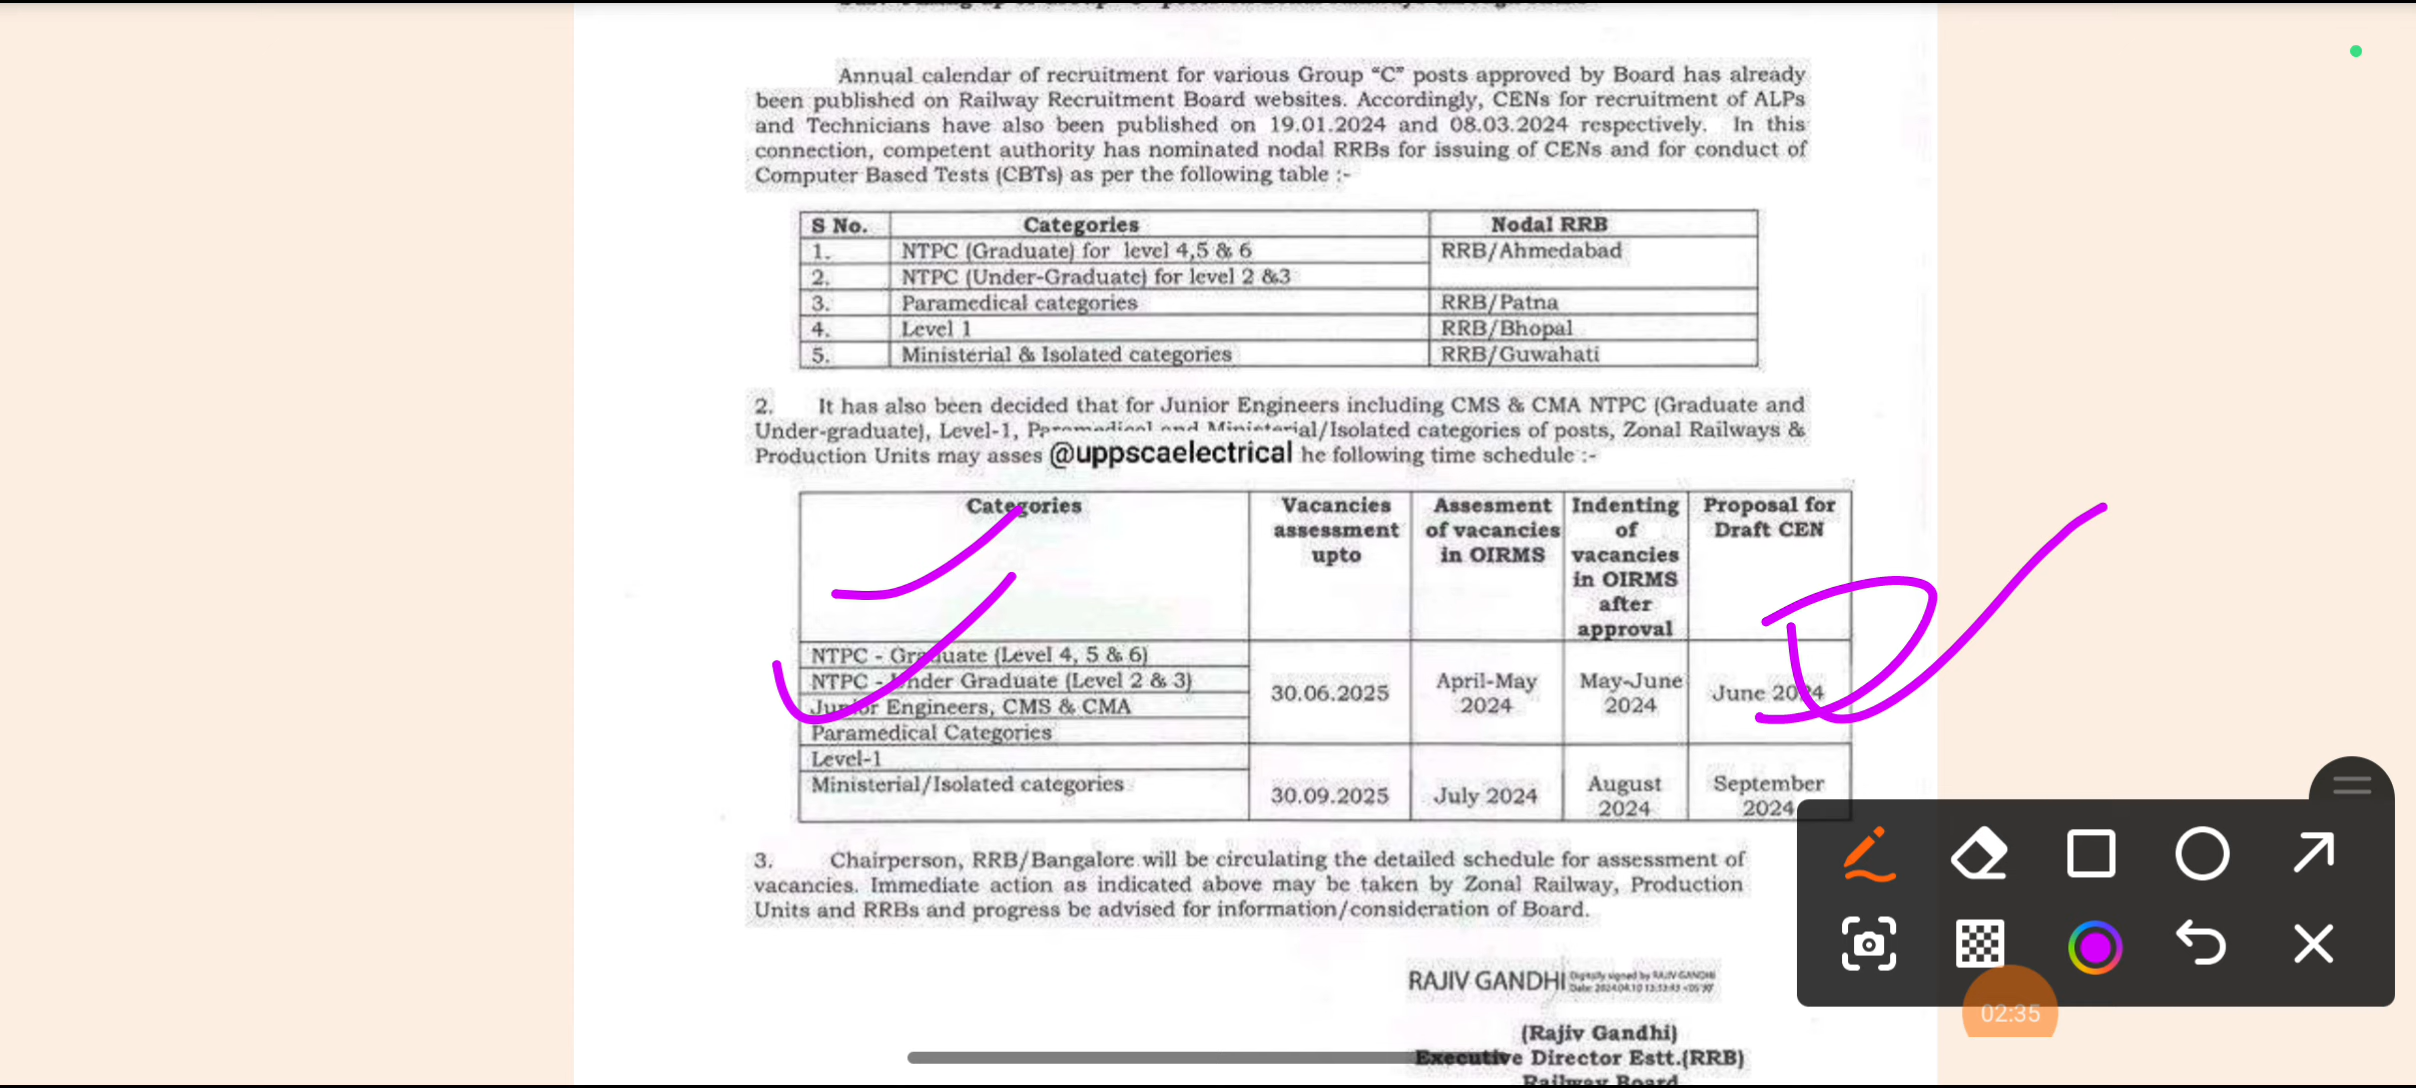 Annual calendar of recruitment for various Group "C" posts approved by Board has already
been published on Railway Recruitment Board websites. Accordingly, CENs for recruitment of ALPs
and Technicians have also been published on 19.01.2024 and 08.03.2024 respectively. In this
connection, competent authority has nominated nodal RRBs for issuing of CENs and for conduct of
Computer Based Tests (CBTs) as per the following table :-
S No. Categories Nodal RRB
1. NTPC (Graduate) for level 4,5 & 6 RRB/Ahmedabad
2. NTPC (Under-Graduate) for level 2 &3
3. Paramedical categories RRB/Patna
4. Level 1 RRB/Bhopal
5. Ministerial & Isolated categories RRB/Guwahati
2. It has also been decided that for Junior Engineers including CMS & CMA NTPC (Graduate and
Under-graduate), Level-1, Paramedical and Ministerial/Isolated categories of posts, Zonal Railways &
Production Units may asses @uppscaelectrical he following time schedule :-
Categories Vacancies assessment upto Assesment of vacancies in OIRMS Indenting of vacancies in OIRMS after approval Proposal for Draft CEN
NTPC - Graduate (Level 4, 5 & 6)
NTPC - Under Graduate (Level 2 & 3)
Junior Engineers, CMS & CMA
Paramedical Categories
30.06.2025 April-May 2024 May-June 2024 June 2024
Level-1
Ministerial/Isolated categories
30.09.2025 July 2024 August 2024 September 2024
3. Chairperson, RRB/Bangalore will be circulating the detailed schedule for assessment of
vacancies. Immediate action as indicated above may be taken by Zonal Railway, Production
Units and RRBs and progress be advised for information/consideration of Board.
RAJIV GANDHI Digitally signed by RAJIV GANDHI
(Rajiv Gandhi)
Executive Director Estt.(RRB)
Railway Board
02:35